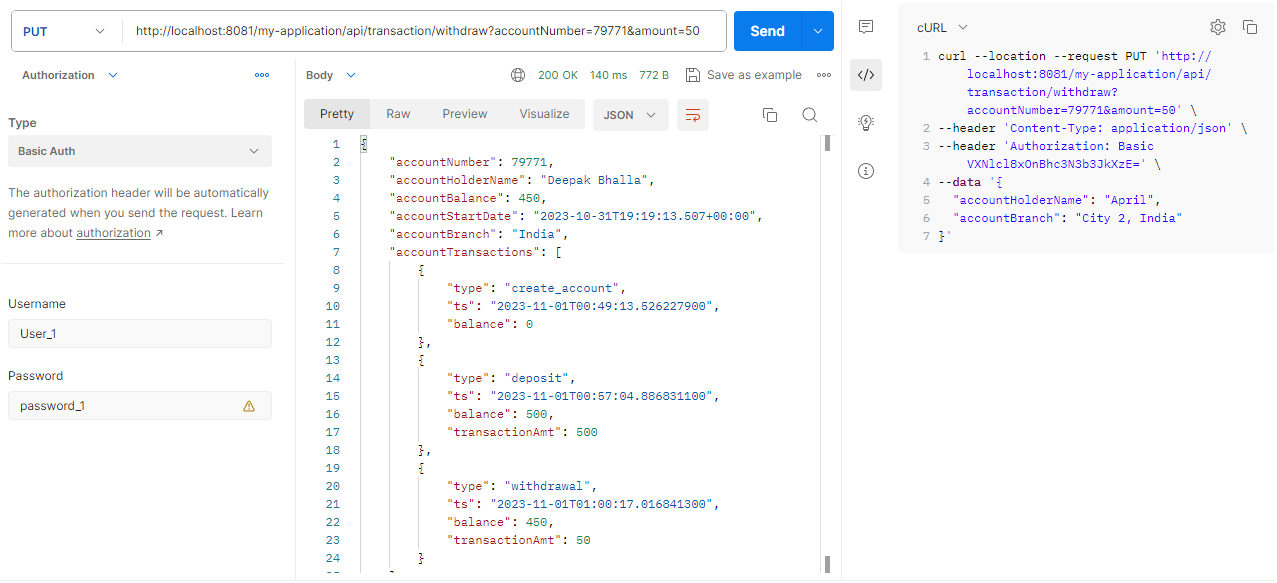 PUT
http://localhost:8081/my-application/api/transaction/withdraw?accountNumber=79771&amount=50
Send
Authorization
Type
Basic Auth
The authorization header will be automatically
generated when you send the request. Learn
more about authorization ↗
Username
User_1
Password
password_1
Body
200 OK 140 ms 772 B Save as example
Pretty Raw Preview Visualize JSON
1 {
2 "accountNumber": 79771,
3 "accountHolderName": "Deepak Bhalla",
4 "accountBalance": 450,
5 "accountStartDate": "2023-10-31T19:19:13.507+00:00",
6 "accountBranch": "India",
7 "accountTransactions": [
8 {
9 "type": "create_account",
10 "ts": "2023-11-01T00:49:13.526227900",
11 "balance": 0
12 },
13 {
14 "type": "deposit",
15 "ts": "2023-11-01T00:57:04.886831100",
16 "balance": 500,
17 "transactionAmt": 500
18 },
19 {
20 "type": "withdrawal",
21 "ts": "2023-11-01T01:00:17.016841300",
22 "balance": 450,
23 "transactionAmt": 50
24 }
cURL
1 curl --location --request PUT 'http://
localhost:8081/my-application/api/
transaction/withdraw?
accountNumber=79771&amount=50' \
2 --header 'Content-Type: application/json' \
3 --header 'Authorization: Basic
VXNlcl8xOnBhc3N3b3JkXzE=' \
4 --data '{
5 "accountHolderName": "April",
6 "accountBranch": "City 2, India"
7 }'